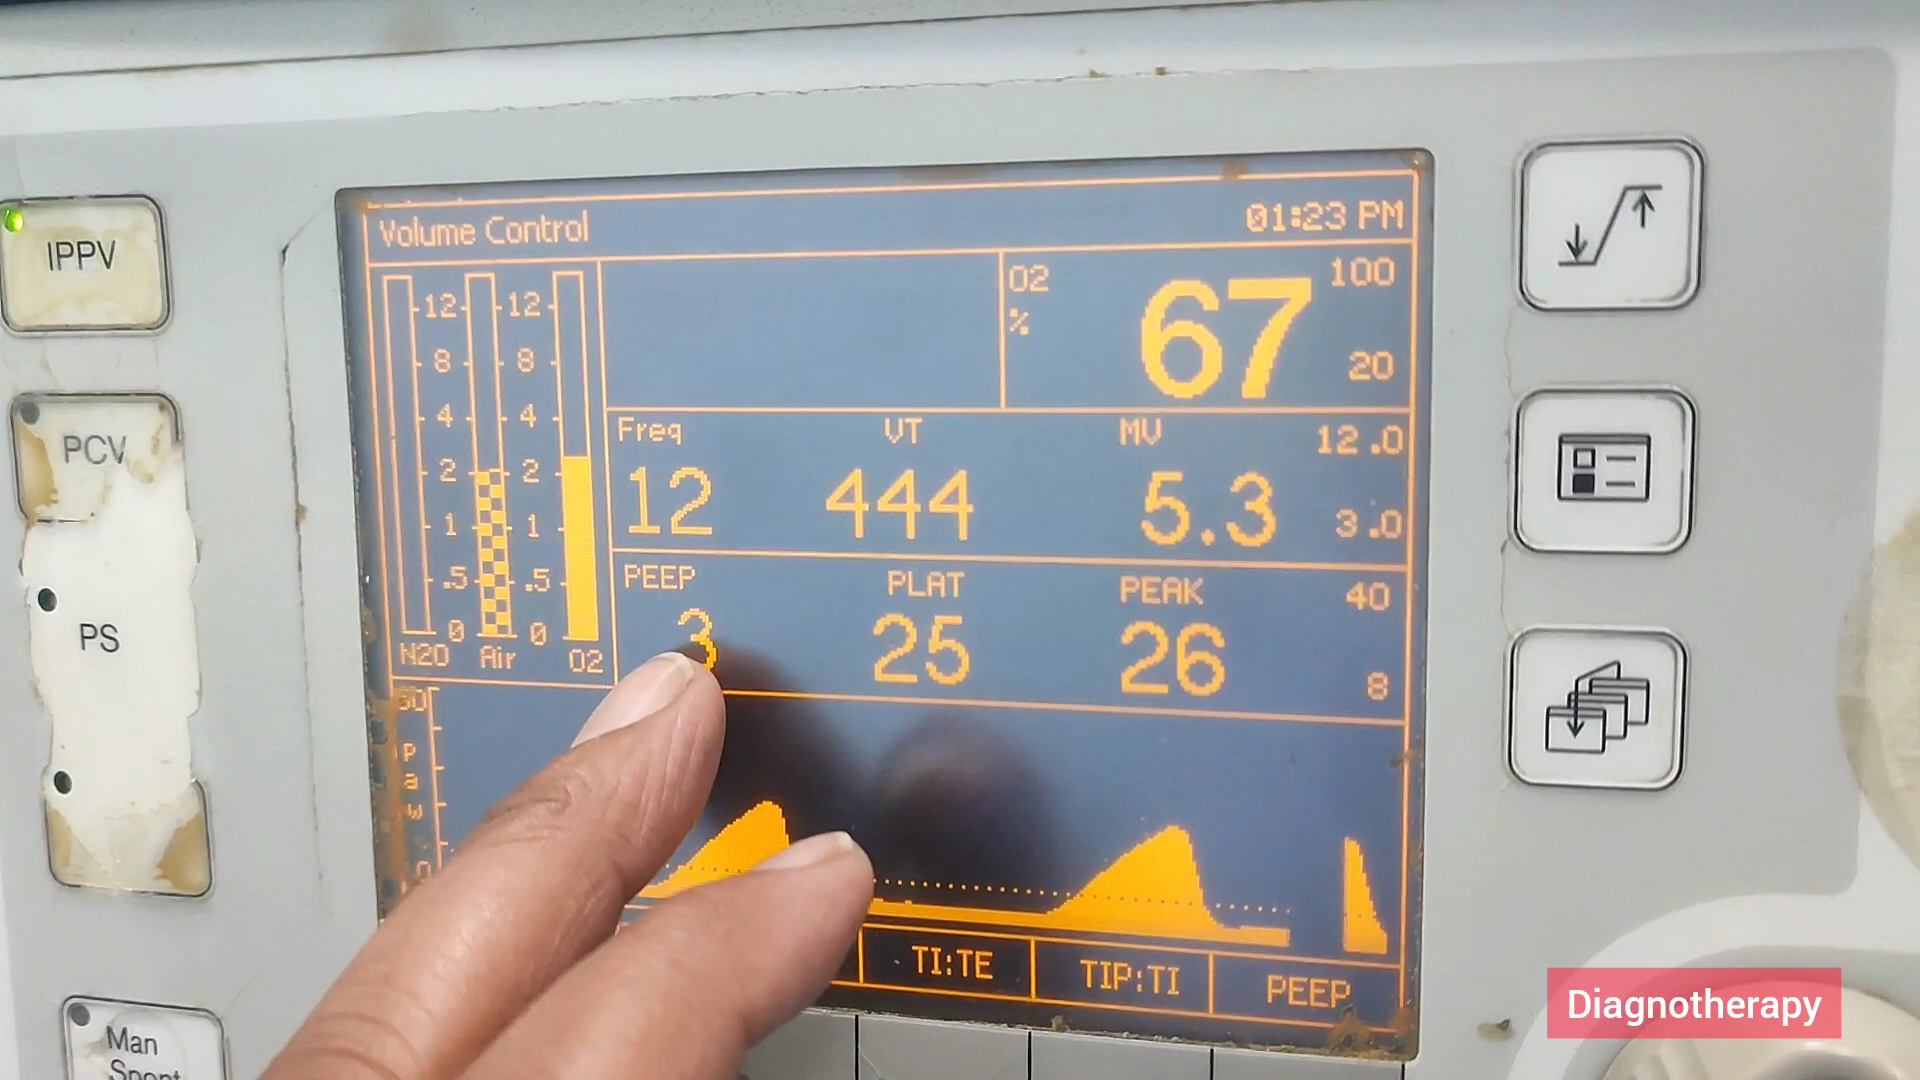 Volume Control
01:23 PM
IPPV
PCV
PS
Man
Spont
12 12
8 8
4 4
2 2
1 1
.5 .5
0 0
N2O Air O2
O2
%
67
100
20
Freq
12
VT
444
MV
5.3
12.0
3.0
PEEP
3
PLAT
25
PEAK
26
40
8
Paw
0
TI:TE
TIP:TI
PEEP
Diagnotherapy